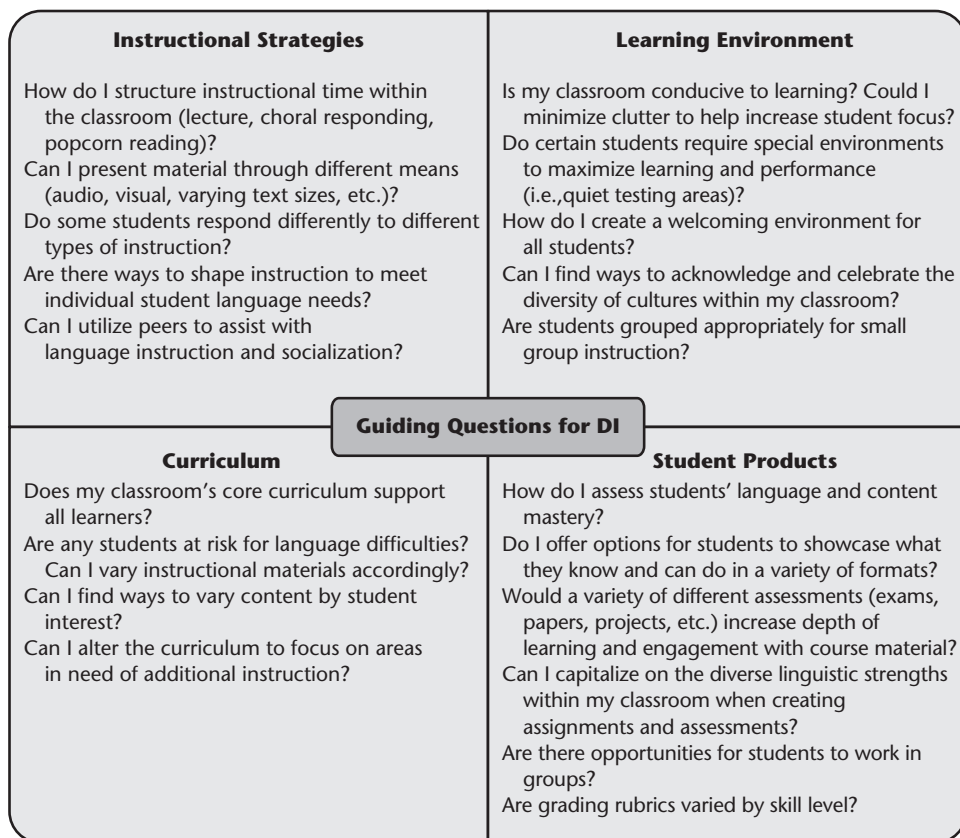 Instructional Strategies
How do I structure instructional time within
the classroom (lecture, choral responding,
popcorn reading)?
Can I present material through different means
(audio, visual, varying text sizes, etc.)?
Do some students respond differently to different
types of instruction?
Are there ways to shape instruction to meet
individual student language needs?
Can I utilize peers to assist with
language instruction and socialization?
Learning Environment
Is my classroom conducive to learning? Could I
minimize clutter to help increase student focus?
Do certain students require special environments
to maximize learning and performance
(i.e.,quiet testing areas)?
How do I create a welcoming environment for
all students?
Can I find ways to acknowledge and celebrate the
diversity of cultures within my classroom?
Are students grouped appropriately for small
group instruction?
Guiding Questions for DI
Curriculum
Does my classroom's core curriculum support
all learners?
Are any students at risk for language difficulties?
Can I vary instructional materials accordingly?
Can I find ways to vary content by student
interest?
Can I alter the curriculum to focus on areas
in need of additional instruction?
Student Products
How do I assess students' language and content
mastery?
Do I offer options for students to showcase what
they know and can do in a variety of formats?
Would a variety of different assessments (exams,
papers, projects, etc.) increase depth of
learning and engagement with course material?
Can I capitalize on the diverse linguistic strengths
within my classroom when creating
assignments and assessments?
Are there opportunities for students to work in
groups?
Are grading rubrics varied by skill level?